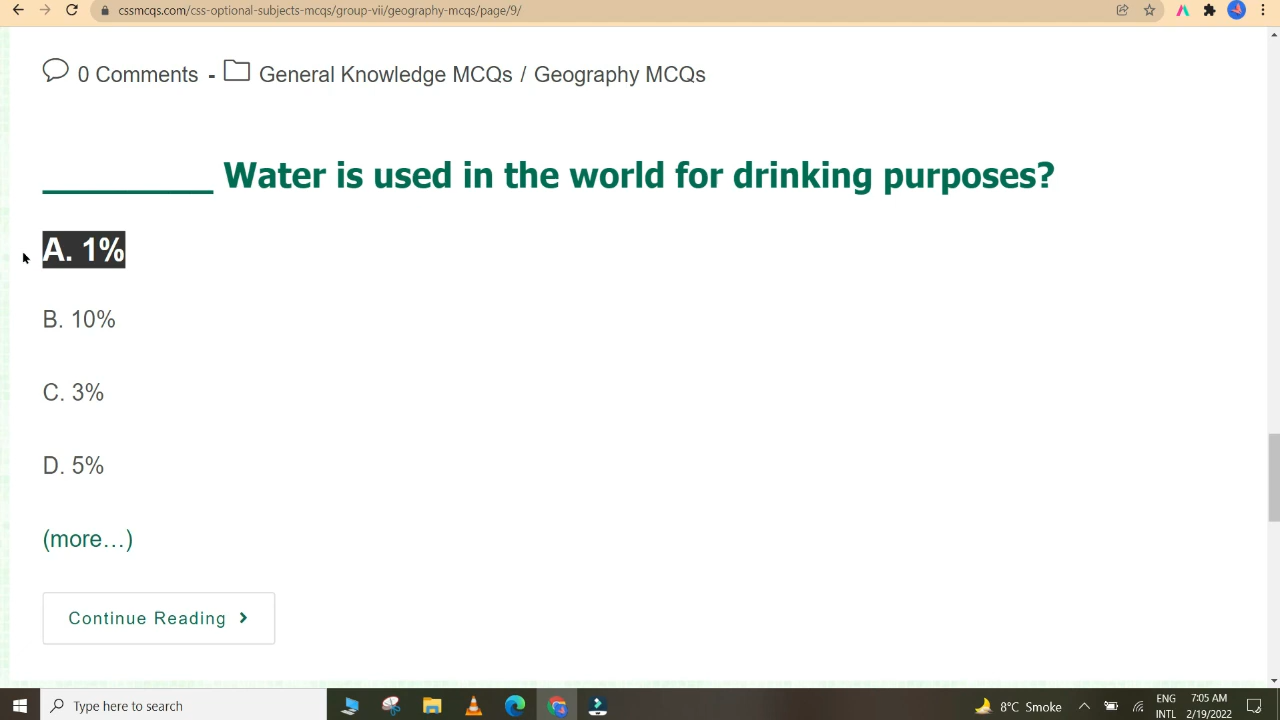 cssmcqs.com/css-optional-subjects-mcqs/group-vii/geography-mcqs/page/9/
0 Comments - General Knowledge MCQs / Geography MCQs
__________ Water is used in the world for drinking purposes?
A. 1%
B. 10%
C. 3%
D. 5%
(more…)
Continue Reading
Type here to search
8°C Smoke
ENG
INTL
7:05 AM
2/19/2022